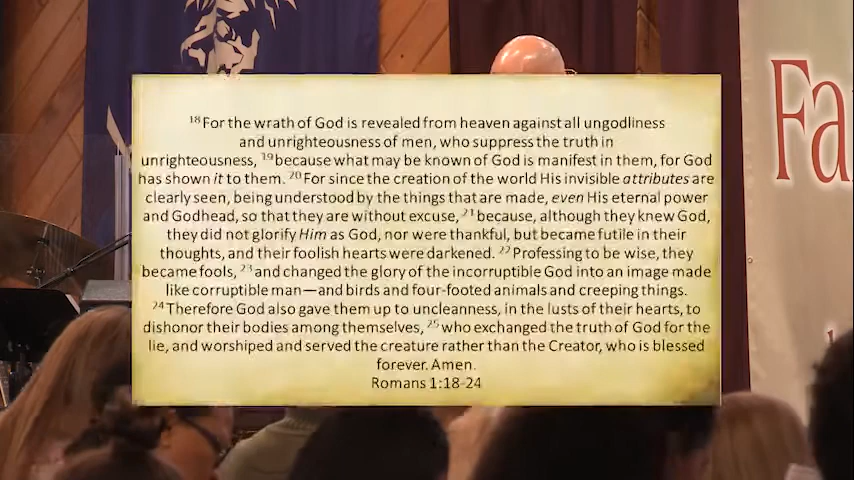 ¹⁸For the wrath of God is revealed from heaven against all ungodliness
and unrighteousness of men, who suppress the truth in
unrighteousness, ¹⁹because what may be known of God is manifest in them, for God
has shown it to them. ²⁰For since the creation of the world His invisible attributes are
clearly seen, being understood by the things that are made, even His eternal power
and Godhead, so that they are without excuse, ²¹because, although they knew God,
they did not glorify Him as God, nor were thankful, but became futile in their
thoughts, and their foolish hearts were darkened. ²²Professing to be wise, they
became fools, ²³and changed the glory of the incorruptible God into an image made
like corruptible man—and birds and four-footed animals and creeping things.
²⁴Therefore God also gave them up to uncleanness, in the lusts of their hearts, to
dishonor their bodies among themselves, ²⁵who exchanged the truth of God for the
lie, and worshiped and served the creature rather than the Creator, who is blessed
forever. Amen.
Romans 1:18-24
Fa